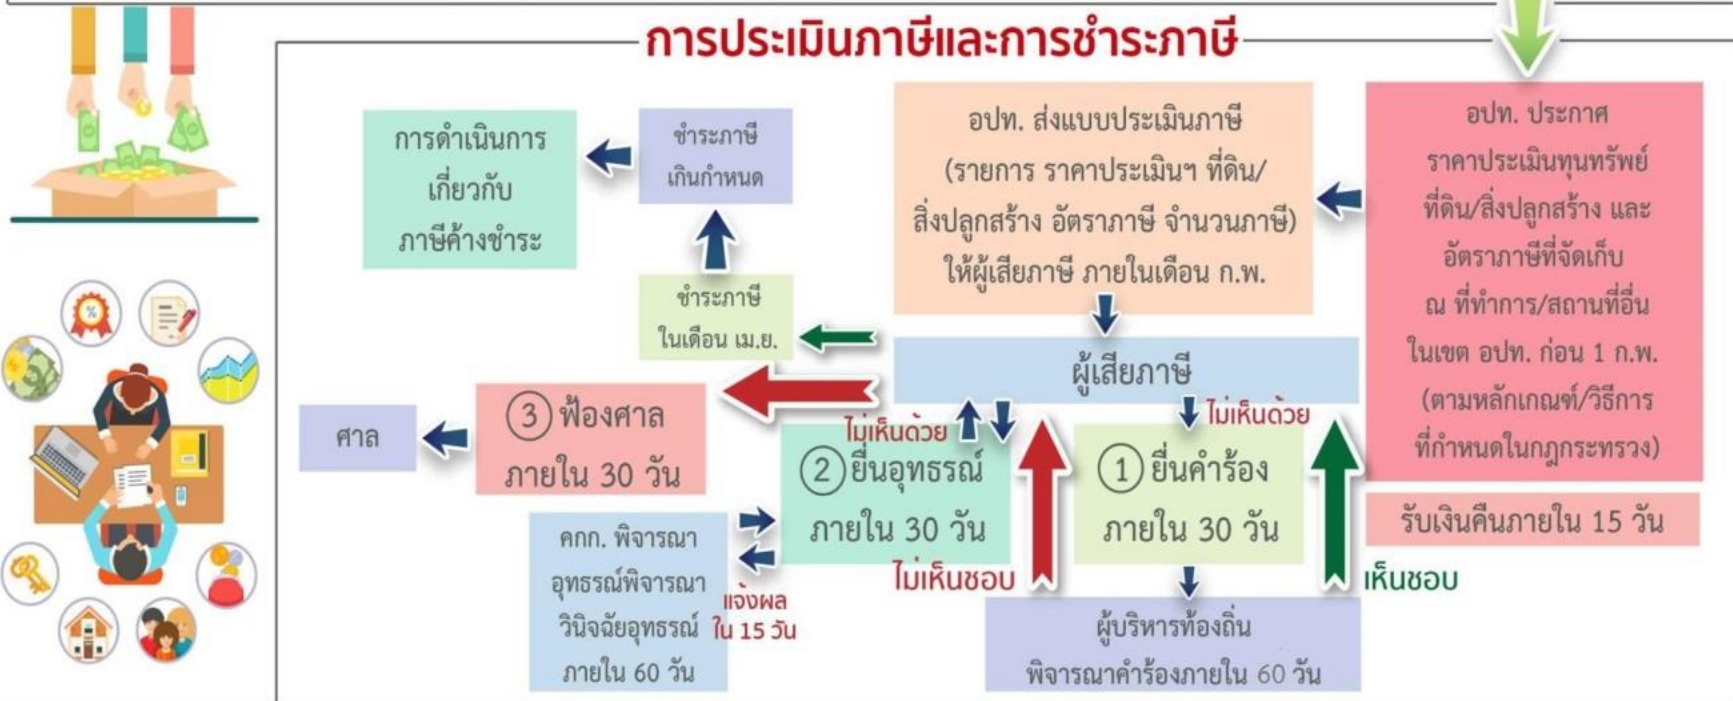 การประเมินภาษีและการชำระภาษี
อปท. ประกาศ
ราคาประเมินทุนทรัพย์
ที่ดิน/สิ่งปลูกสร้าง และ
อัตราภาษีที่จัดเก็บ
ณ ที่ทำการ/สถานที่อื่น
ในเขต อปท. ก่อน 1 ก.พ.
(ตามหลักเกณฑ์/วิธีการ
ที่กำหนดในกฎกระทรวง)
อปท. ส่งแบบประเมินภาษี
(รายการ ราคาประเมินฯ ที่ดิน/
สิ่งปลูกสร้าง อัตราภาษี จำนวนภาษี)
ให้ผู้เสียภาษี ภายในเดือน ก.พ.
ผู้เสียภาษี
ชำระภาษี
ในเดือน เม.ย.
ชำระภาษี
เกินกำหนด
การดำเนินการ
เกี่ยวกับ
ภาษีค้างชำระ
ไม่เห็นด้วย
1 ยื่นคำร้อง
ภายใน 30 วัน
ผู้บริหารท้องถิ่น
พิจารณาคำร้องภายใน 60 วัน
เห็นชอบ
รับเงินคืนภายใน 15 วัน
ไม่เห็นชอบ
ไม่เห็นด้วย
2 ยื่นอุทธรณ์
ภายใน 30 วัน
คกก. พิจารณา
อุทธรณ์พิจารณา
วินิจฉัยอุทธรณ์
ภายใน 60 วัน
แจ้งผล
ใน 15 วัน
3 ฟ้องศาล
ภายใน 30 วัน
ศาล
%